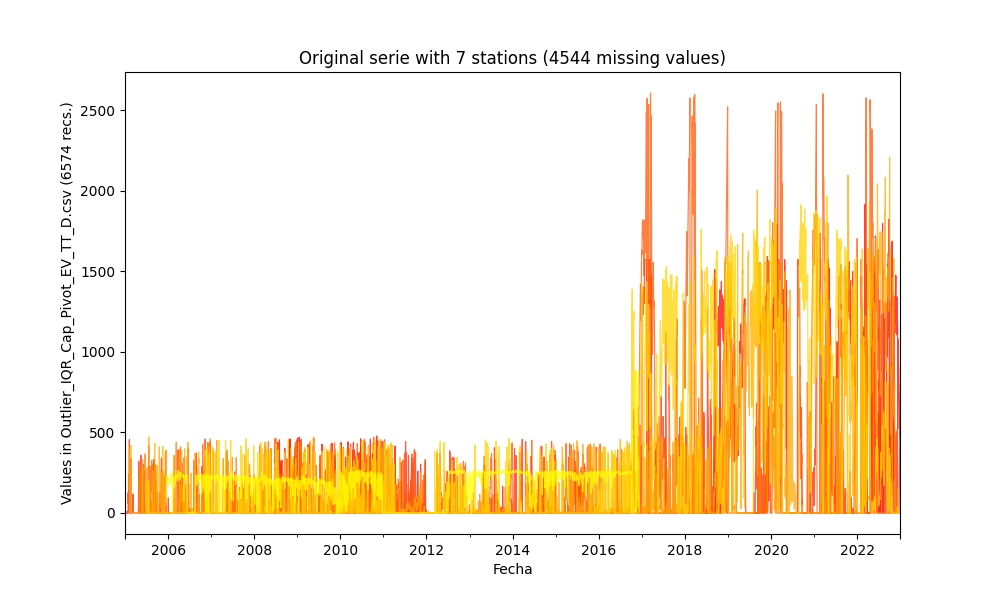 Original serie with 7 stations (4544 missing values)
Values in Outlier_IQR_Cap_Pivot_EV_TT_D.csv (6574 recs.)
2500
2000
1500
1000
500
0
2006 2008 2010 2012 2014 2016 2018 2020 2022
Fecha